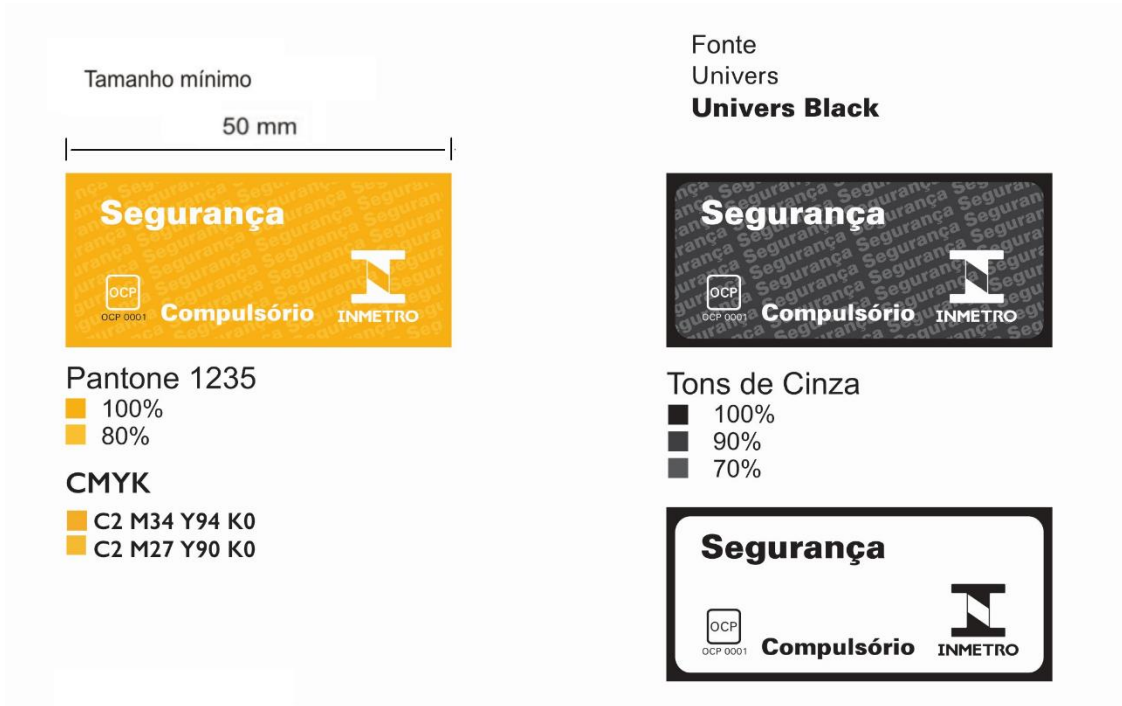 Tamanho mínimo
50 mm
Segurança
OCP
OCP 0001
Compulsório
INMETRO
Pantone 1235
100%
80%
CMYK
C2 M34 Y94 K0
C2 M27 Y90 K0
Fonte
Univers
Univers Black
Segurança
OCP
OCP 0001
Compulsório
INMETRO
Tons de Cinza
100%
90%
70%
Segurança
OCP
OCP 0001
Compulsório
INMETRO